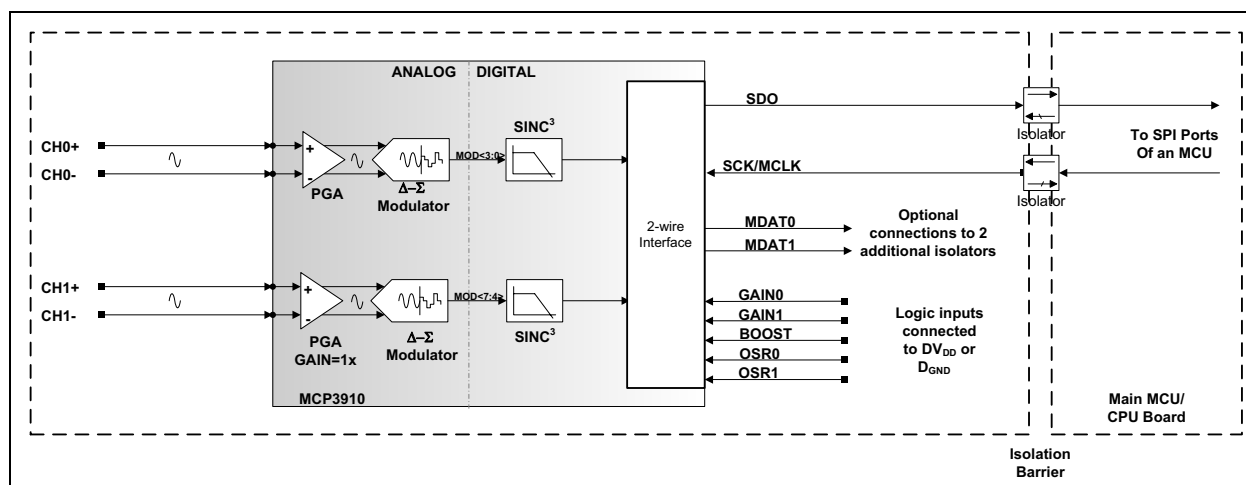 ANALOG
DIGITAL
SDO
SINC3
Isolator
CH0+
To SPI Ports
Of an MCU
MOD<3:0>
+
-
CH0-
SCK/MCLK
PGA
Δ–Σ
Modulator
Isolator
MDAT0
Optional
connections to 2
additional isolators
2-wire
Interface
MDAT1
CH1+
MOD<7:4>
+
-
CH1-
GAIN0
GAIN1
Logic inputs
connected
to DVDD or
DGND
SINC3
BOOST
PGA
GAIN=1x
Δ–Σ
Modulator
OSR0
OSR1
MCP3910
Main MCU/
CPU Board
Isolation
Barrier